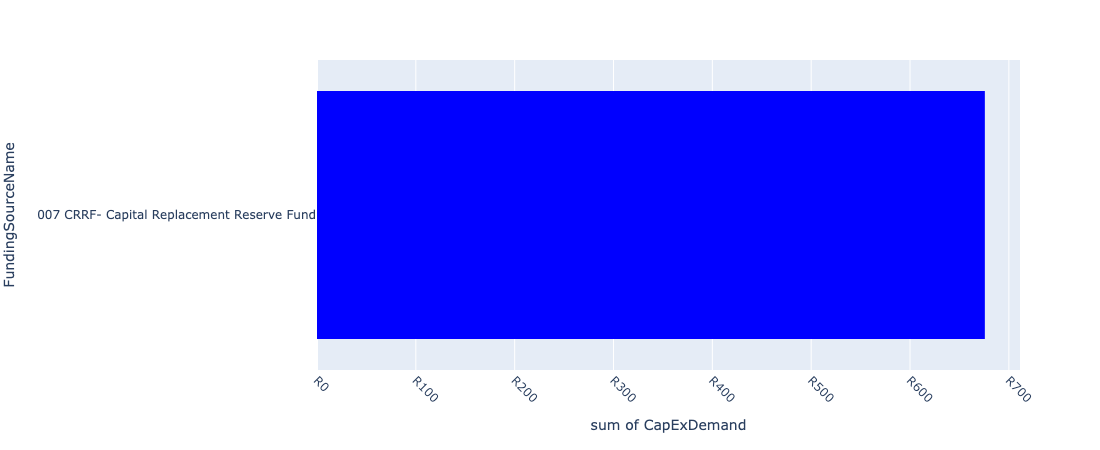 FundingSourceName
007 CRRF- Capital Replacement Reserve Fund
R0
R100
R200
R300
R400
R500
R600
R700
sum of CapExDemand